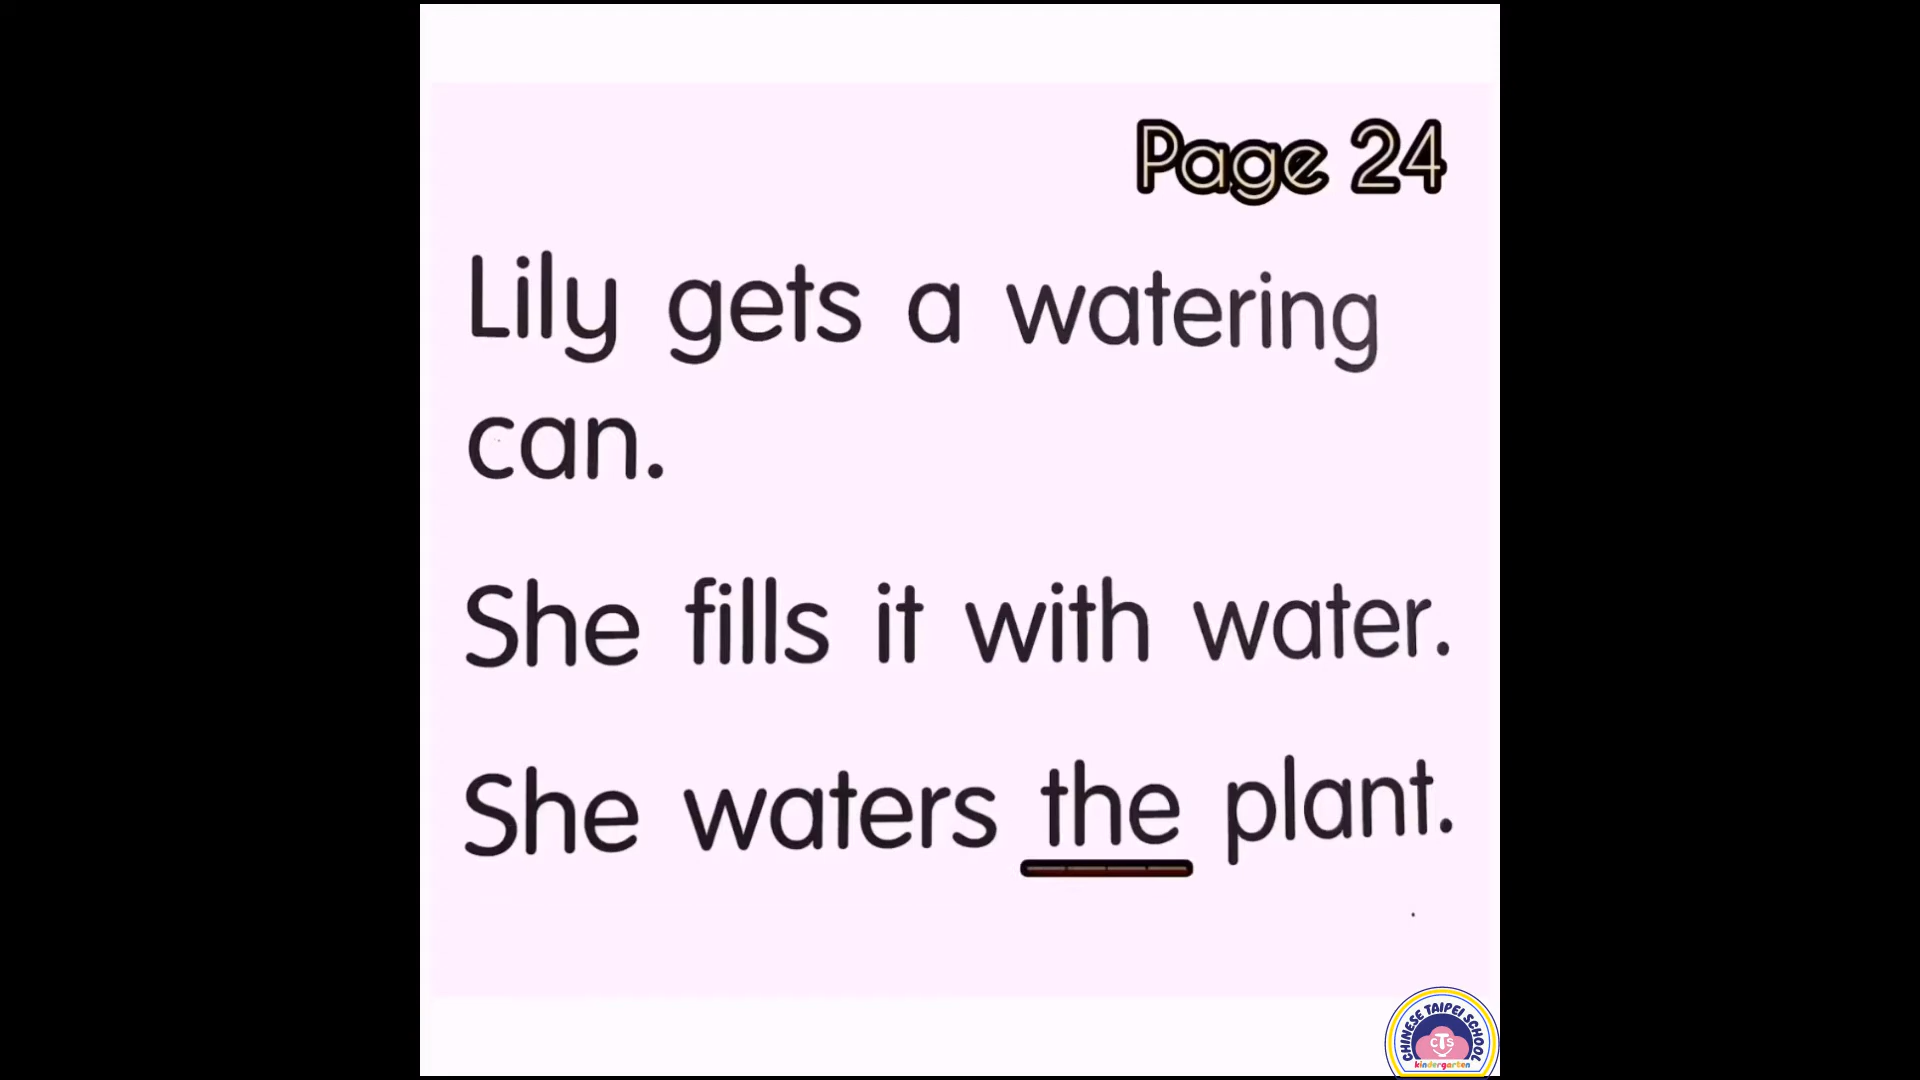 Page 24
Lily gets a watering
can.
She fills it with water.
She waters the plant.
CHINESE TAIPEI SCHOOL
CTS
kindergarten